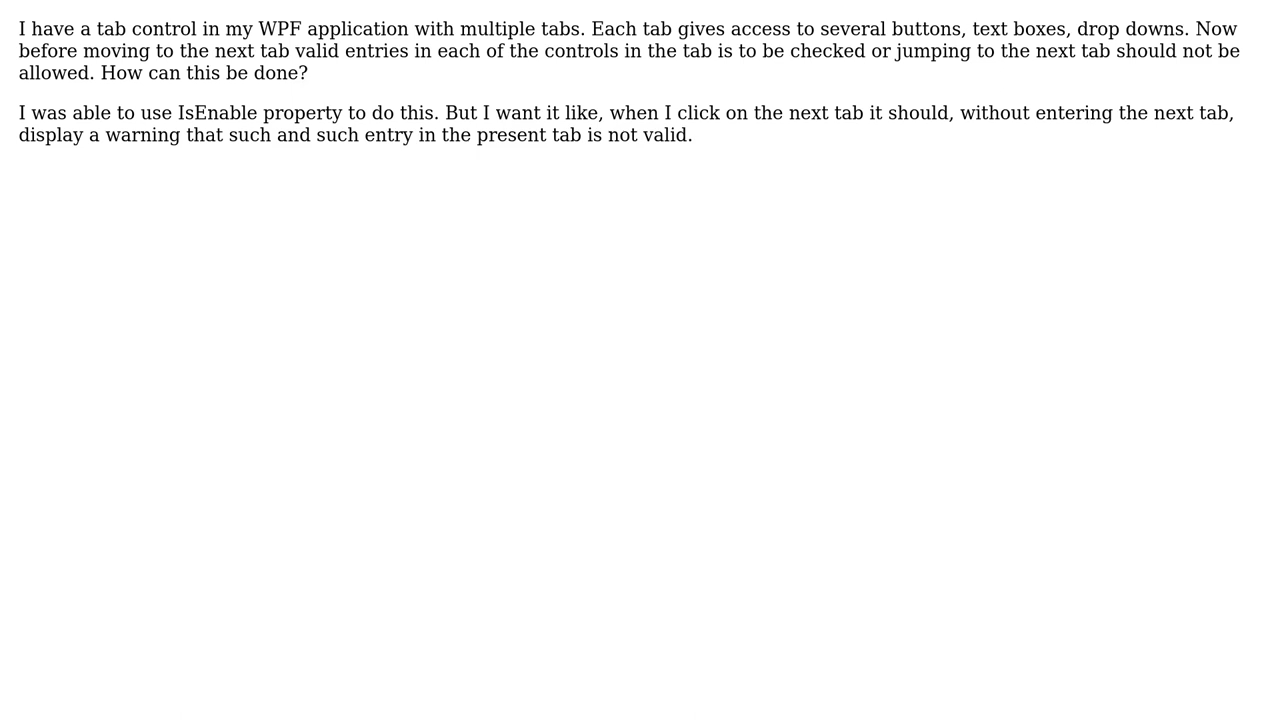 I have a tab control in my WPF application with multiple tabs. Each tab gives access to several buttons, text boxes, drop downs. Now
before moving to the next tab valid entries in each of the controls in the tab is to be checked or jumping to the next tab should not be
allowed. How can this be done?
I was able to use IsEnable property to do this. But I want it like, when I click on the next tab it should, without entering the next tab,
display a warning that such and such entry in the present tab is not valid.